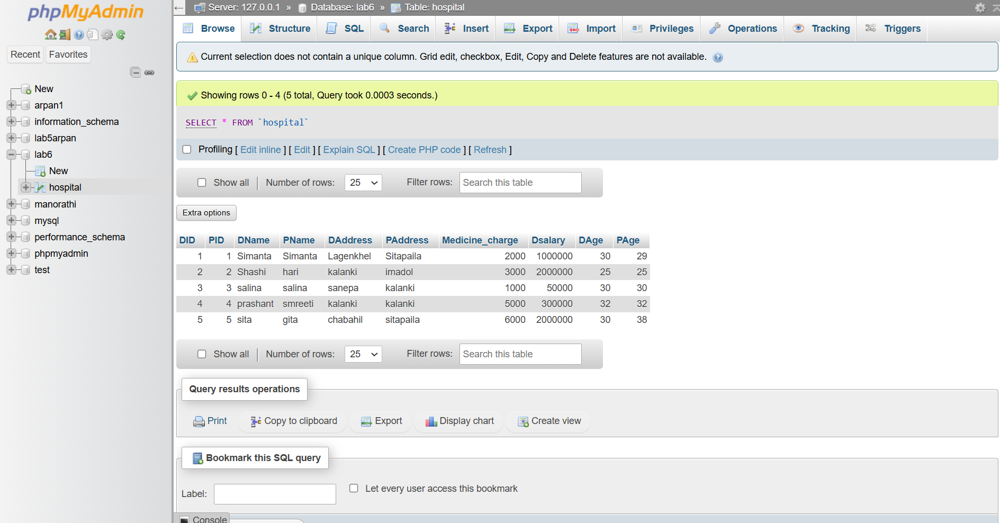 phpMyAdmin
Recent Favorites
New
arpan1
information_schema
lab5arpan
lab6
New
hospital
manorathi
mysql
performance_schema
phpmyadmin
test
Server: 127.0.0.1 » Database: lab6 » Table: hospital
Browse Structure SQL Search Insert Export Import Privileges Operations Tracking Triggers
Current selection does not contain a unique column. Grid edit, checkbox, Edit, Copy and Delete features are not available.
Showing rows 0 - 4 (5 total, Query took 0.0003 seconds.)
SELECT * FROM `hospital`
Profiling [ Edit inline ] [ Edit ] [ Explain SQL ] [ Create PHP code ] [ Refresh ]
Show all | Number of rows: 25 Filter rows: Search this table
Extra options
DID PID DName PName DAddress PAddress Medicine_charge Dsalary DAge PAge
1 1 Simanta Simanta Lagenkhel Sitapaila 2000 1000000 30 29
2 2 Shashi hari kalanki imadol 3000 2000000 25 25
3 3 salina salina sanepa kalanki 1000 50000 30 30
4 4 prashant smreeti kalanki kalanki 5000 300000 32 32
5 5 sita gita chabahil sitapaila 6000 2000000 30 38
Show all | Number of rows: 25 Filter rows: Search this table
Query results operations
Print Copy to clipboard Export Display chart Create view
Bookmark this SQL query
Label: Let every user access this bookmark
Console